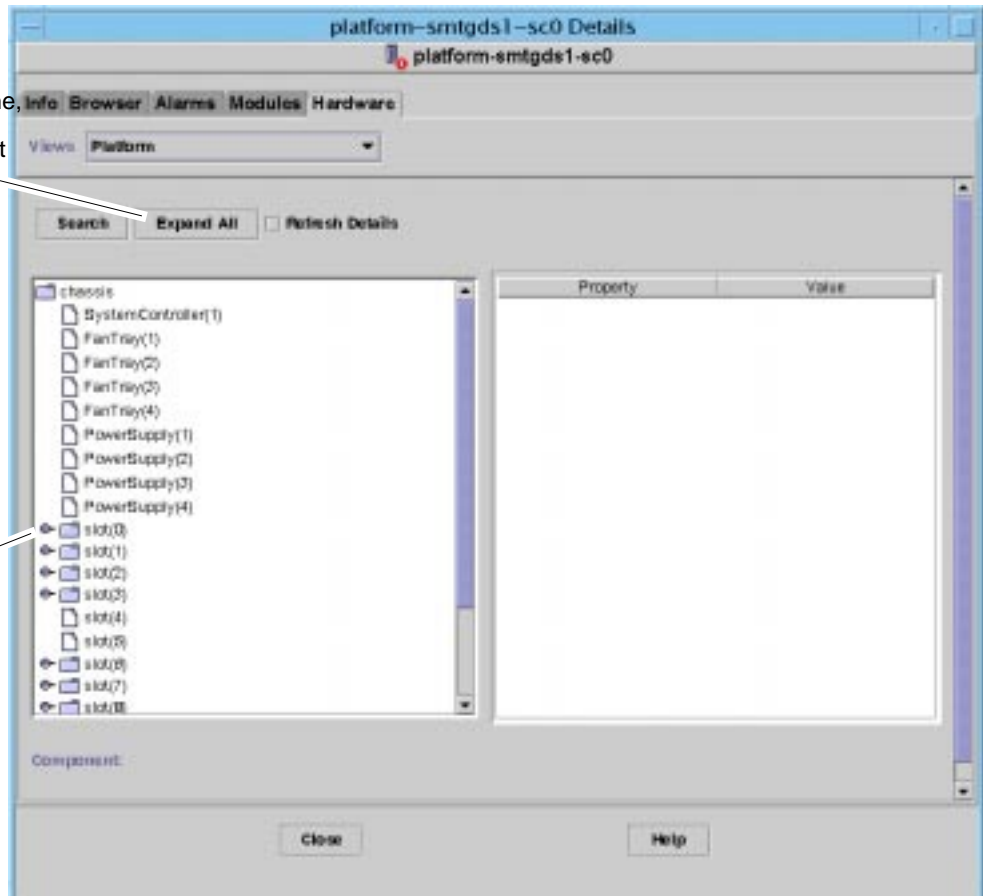 platform-smtgds1-sc0 Details
platform-smtgds1-sc0
Info Browser Alarms Modules Hardware
Views Platform
Search Expand All Refresh Details
Property Value
chassis
SystemController(1)
FanTray(1)
FanTray(2)
FanTray(3)
FanTray(4)
PowerSupply(1)
PowerSupply(2)
PowerSupply(3)
PowerSupply(4)
slot(0)
slot(1)
slot(2)
slot(3)
slot(4)
slot(5)
slot(6)
slot(7)
Component:
Close Help